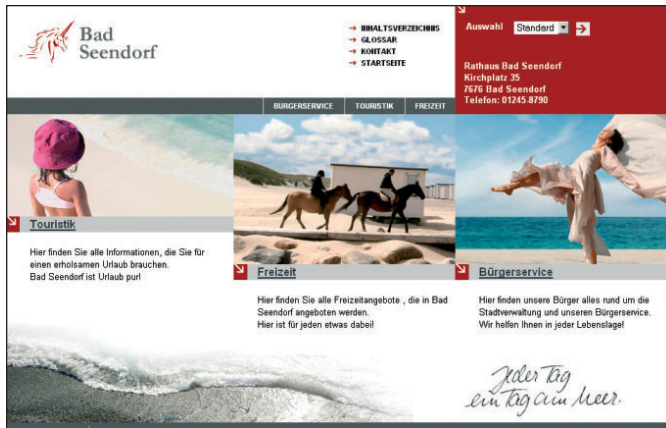 Bad
Seendorf
→ INHALTSVERZEICHNIS
→ GLOSSAR
→ KONTAKT
→ STARTSEITE
Auswahl Standard
Rathaus Bad Seendorf
Kirchplatz 35
7676 Bad Seendorf
Telefon: 01245-8790
BÜRGERSERVICE TOURISTIK FREIZEIT
Touristik
Hier finden Sie alle Informationen, die Sie für
einen erholsamen Urlaub brauchen.
Bad Seendorf ist Urlaub pur!
Freizeit
Hier finden Sie alle Freizeitangebote , die in Bad
Seendorf angeboten werden.
Hier ist für jeden etwas dabei!
Bürgerservice
Hier finden unsere Bürger alles rund um die
Stadtverwaltung und unseren Bürgerservice.
Wir helfen Ihnen in jeder Lebenslage!
Jeder Tag
ein Tag am Meer.